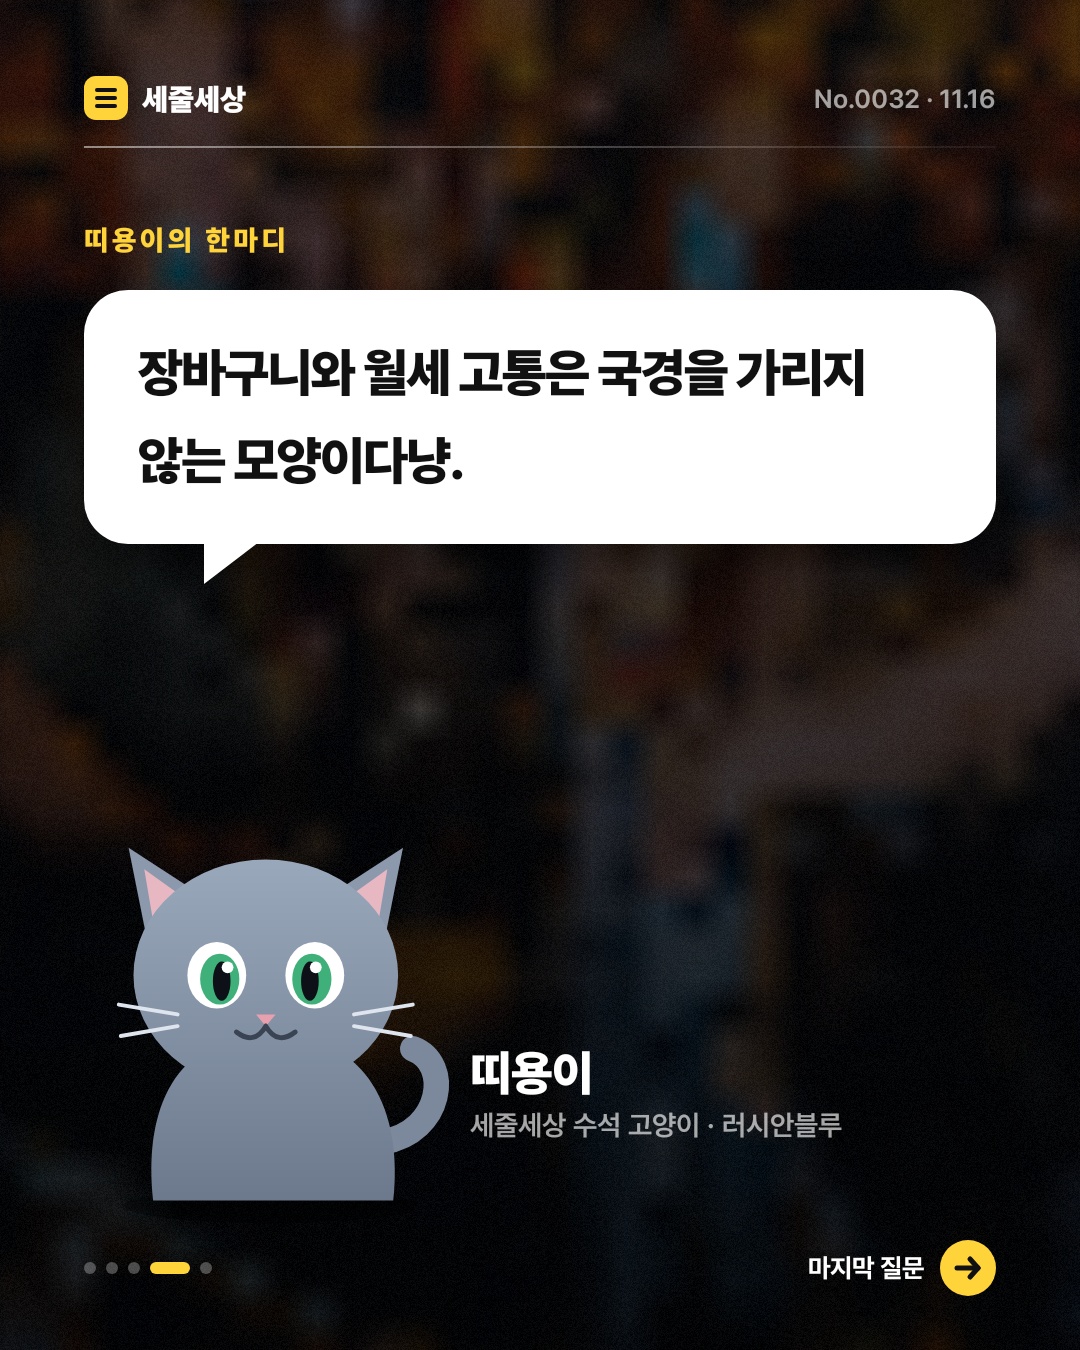 세줄세상
No.0032 · 11.16
띠용이의 한마디
장바구니와 월세 고통은 국경을 가리지
않는 모양이다냥.
띠용이
세줄세상 수석 고양이 · 러시안블루
마지막 질문